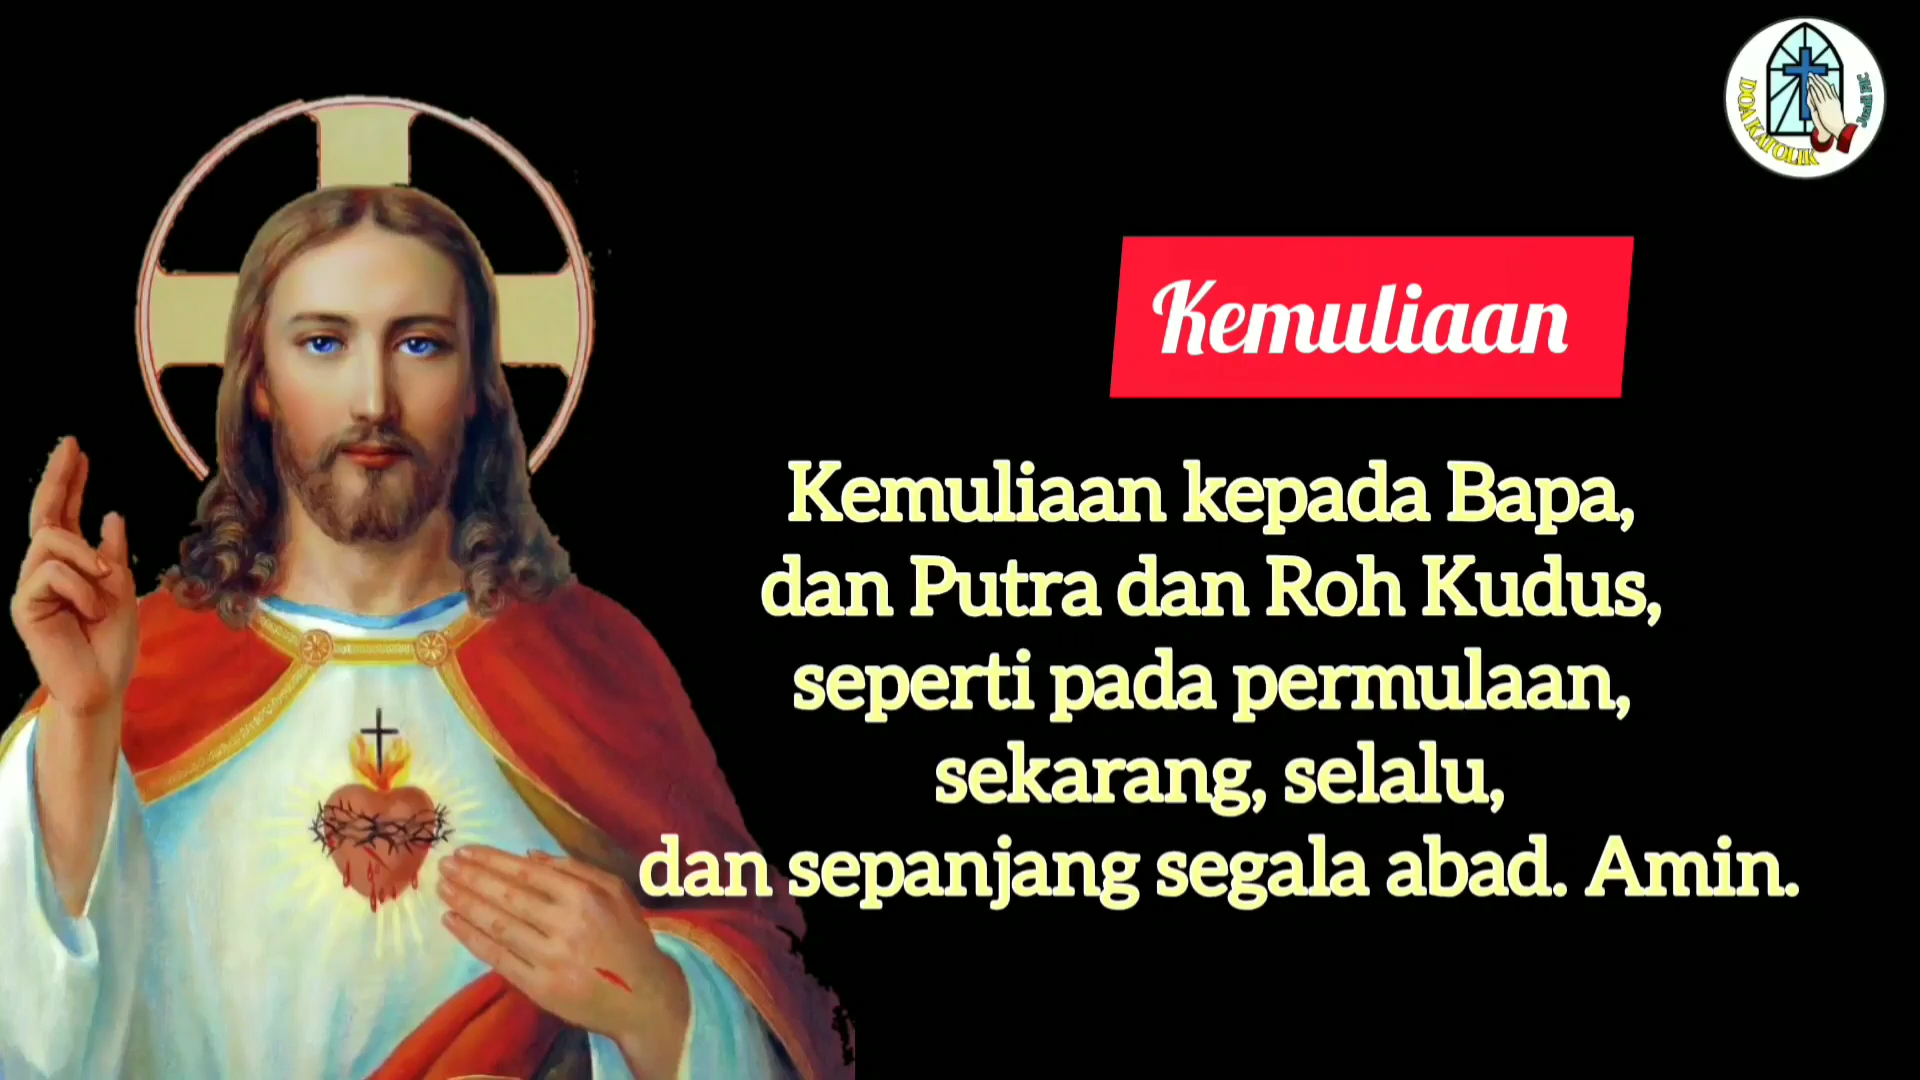 DOA KATOLIK
Kemuliaan
Kemuliaan kepada Bapa,
dan Putra dan Roh Kudus,
seperti pada permulaan,
sekarang, selalu,
dan sepanjang segala abad. Amin.